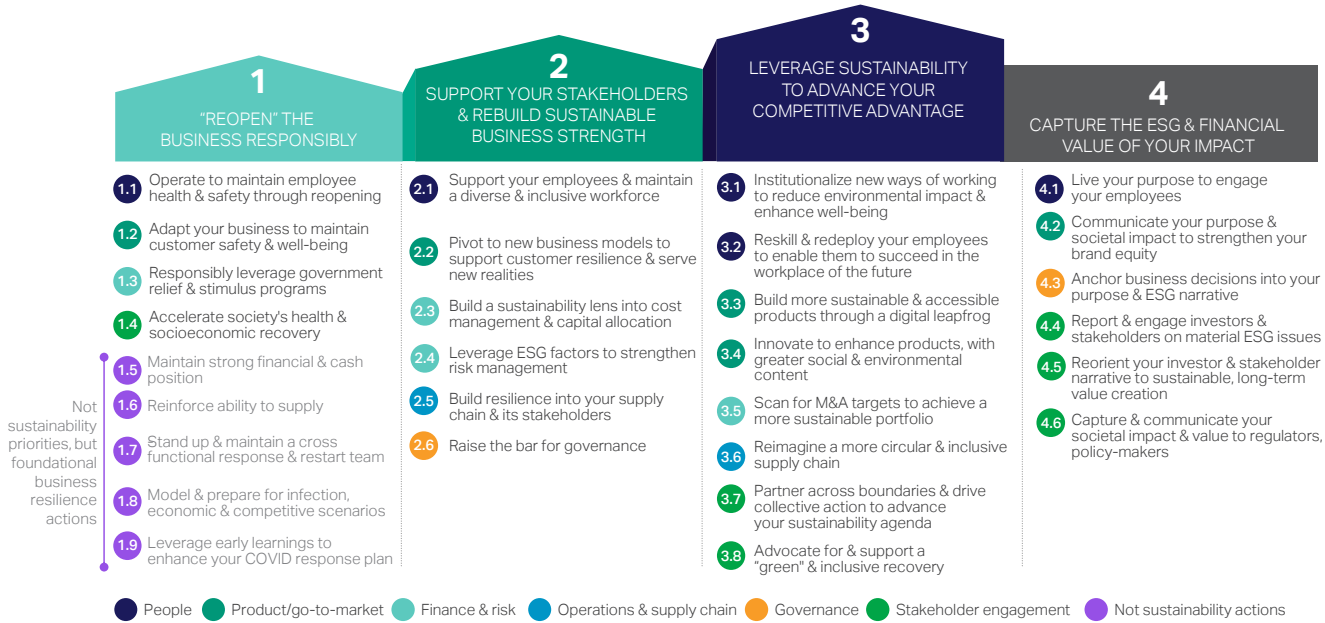 1
“REOPEN” THE
BUSINESS RESPONSIBLY
1.1
Operate to maintain employee
health & safety through reopening
1.2
Adapt your business to maintain
customer safety & well-being
1.3
Responsibly leverage government
relief & stimulus programs
1.4
Accelerate society's health &
socioeconomic recovery
Not
sustainability
priorities, but
foundational
business
resilience
actions
1.5
Maintain strong financial & cash
position
1.6
Reinforce ability to supply
1.7
Stand up & maintain a cross
functional response & restart team
1.8
Model & prepare for infection,
economic & competitive scenarios
1.9
Leverage early learnings to
enhance your COVID response plan
2
SUPPORT YOUR STAKEHOLDERS
& REBUILD SUSTAINABLE
BUSINESS STRENGTH
2.1
Support your employees & maintain
a diverse & inclusive workforce
2.2
Pivot to new business models to
support customer resilience & serve
new realities
2.3
Build a sustainability lens into cost
management & capital allocation
2.4
Leverage ESG factors to strengthen
risk management
2.5
Build resilience into your supply
chain & its stakeholders
2.6
Raise the bar for governance
3
LEVERAGE SUSTAINABILITY
TO ADVANCE YOUR
COMPETITIVE ADVANTAGE
3.1
Institutionalize new ways of working
to reduce environmental impact &
enhance well-being
3.2
Reskill & redeploy your employees
to enable them to succeed in the
workplace of the future
3.3
Build more sustainable & accessible
products through a digital leapfrog
3.4
Innovate to enhance products, with
greater social & environmental
content
3.5
Scan for M&A targets to achieve a
more sustainable portfolio
3.6
Reimagine a more circular & inclusive
supply chain
3.7
Partner across boundaries & drive
collective action to advance
your sustainability agenda
3.8
Advocate for & support a
"green" & inclusive recovery
4
CAPTURE THE ESG & FINANCIAL
VALUE OF YOUR IMPACT
4.1
Live your purpose to engage
your employees
4.2
Communicate your purpose &
societal impact to strengthen your
brand equity
4.3
Anchor business decisions into your
purpose & ESG narrative
4.4
Report & engage investors &
stakeholders on material ESG issues
4.5
Reorient your investor & stakeholder
narrative to sustainable, long-term
value creation
4.6
Capture & communicate your
societal impact & value to regulators,
policy-makers
People
Product/go-to-market
Finance & risk
Operations & supply chain
Governance
Stakeholder engagement
Not sustainability actions